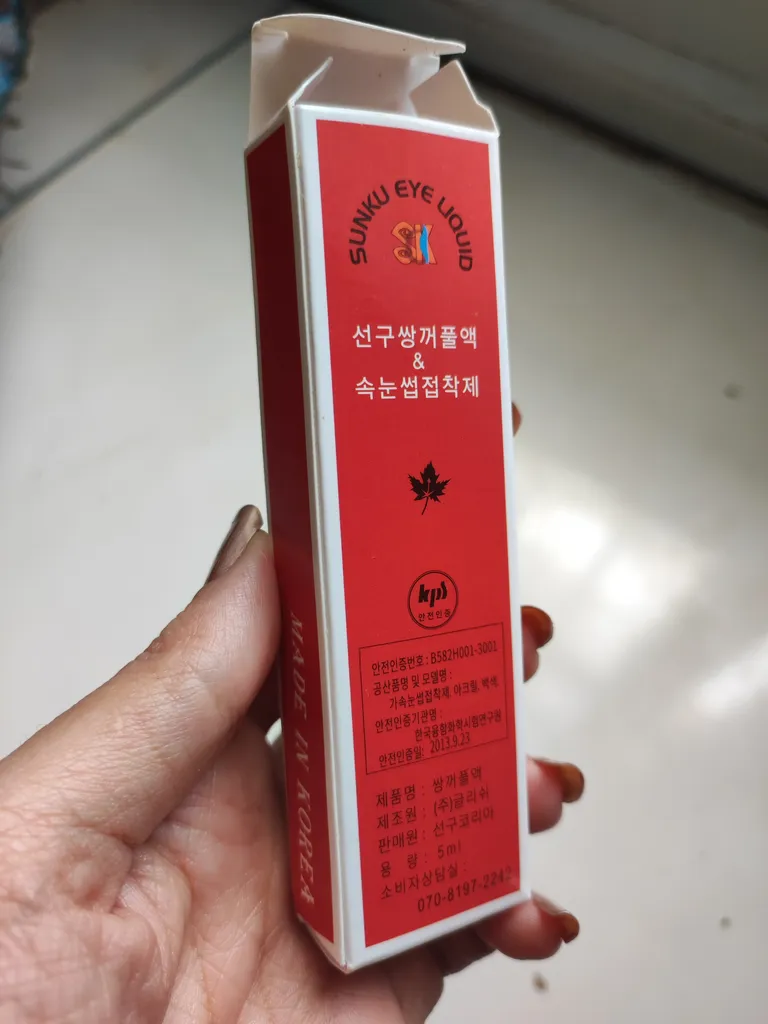 SUNKU EYE LIQUID
SK
선구쌍꺼풀액
&
속눈썹접착제
kps
안전인증
안전인증번호 : B582H001-3001
공산품명 및 모델명 :
가속눈썹접착제, 아크릴, 백색,
안전인증기관명 :
한국융합화학시험연구원
안전인증일: 2013.9.23
제품명 : 쌍꺼풀액
제조원 : (주)글리쉬
판매원 : 선구코리아
용 량 : 5ml
소비자상담실 :
070-8197-2242
MADE IN KOREA